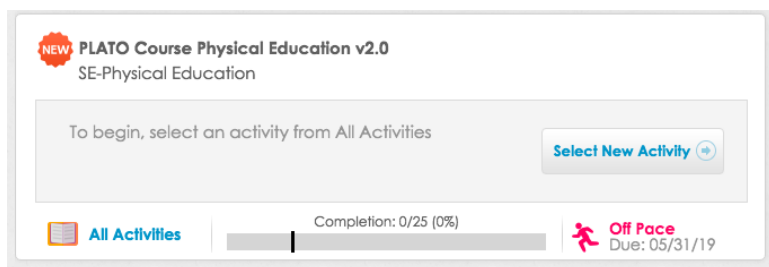 NEW PLATO Course Physical Education v2.0
SE-Physical Education
To begin, select an activity from All Activities
Select New Activity
All Activities
Completion: 0/25 (0%)
Off Pace
Due: 05/31/19